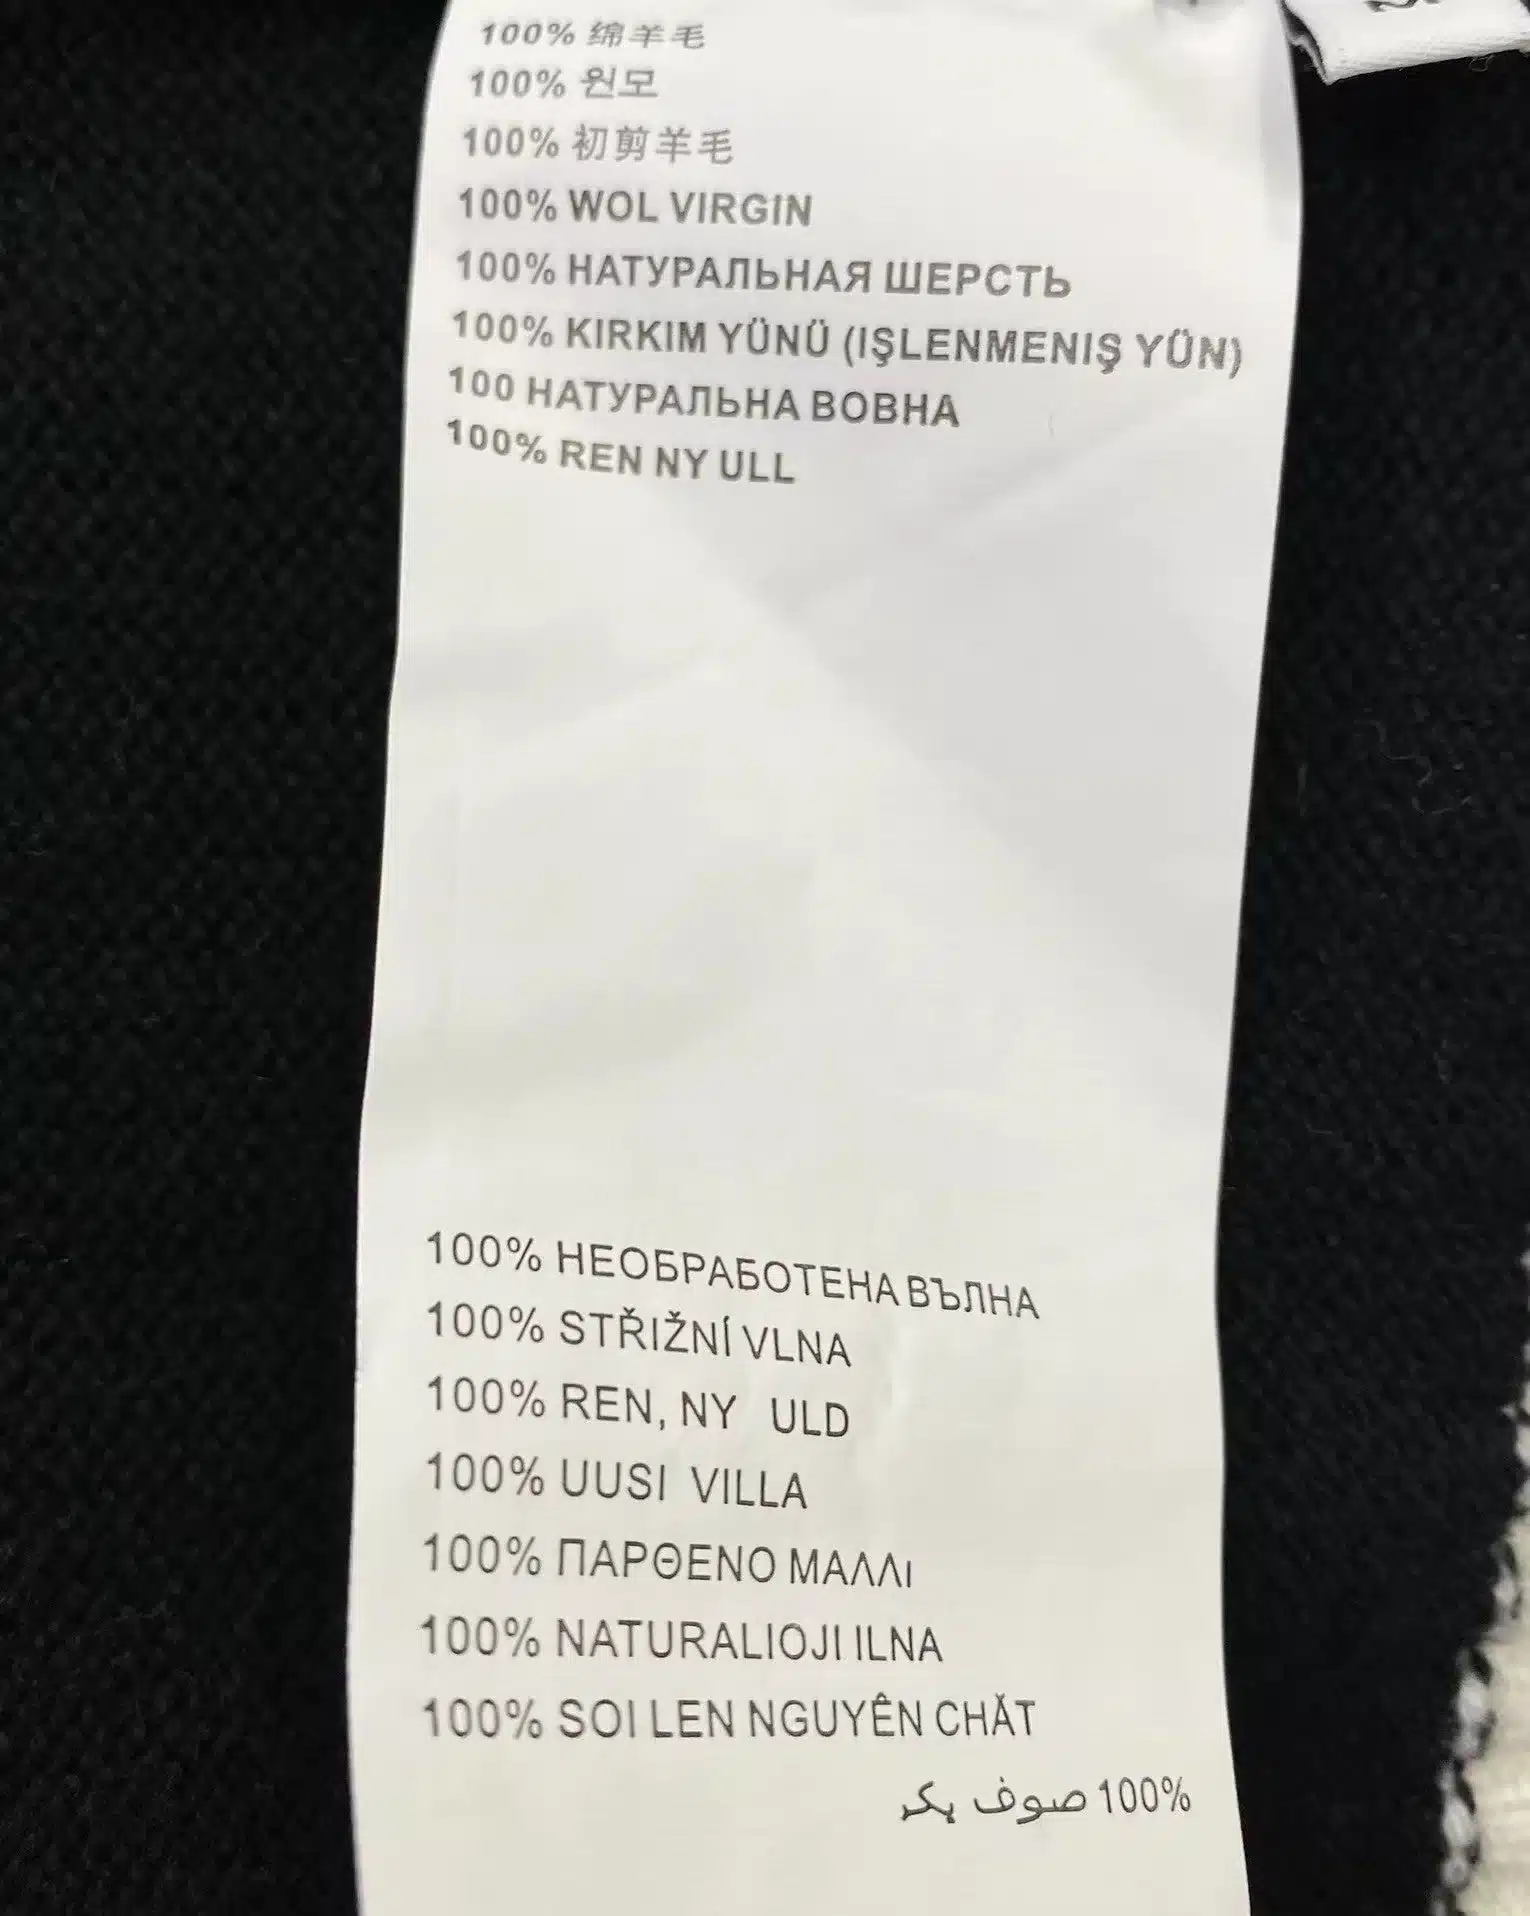 100% 绵羊毛
100% 원모
100% 初剪羊毛
100% WOL VIRGIN
100% НАТУРАЛЬНАЯ ШЕРСТЬ
100% KIRKIM YÜNÜ (IŞLENMENIŞ YÜN)
100 НАТУРАЛЬНА ВОВНА
100% REN NY ULL
100% НЕОБРАБОТЕНА ВЪЛНА
100% STŘIŽNÍ VLNA
100% REN, NY ULD
100% UUSI VILLA
100% ΠΑΡΘΕΝΟ ΜΑΛΛι
100% NATURALIOJI ILNA
100% SOI LEN NGUYÊN CHĂT
100% صوف بكر